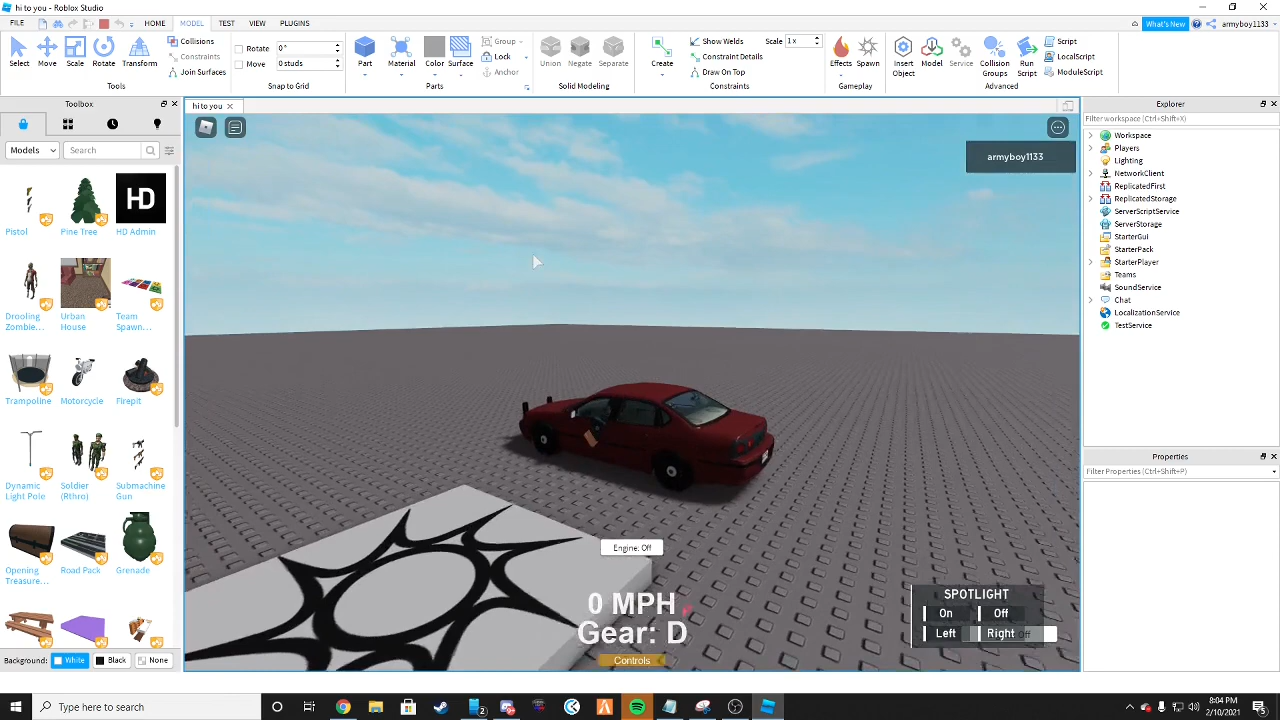 hi to you
armyboy1133
FILE
HOME
MODEL
TEST
VIEW
PLUGINS
What's New
Select
Move
Scale
Rotate
Transform
Collisions
Constraints
Join Surfaces
Tools
Rotate 0°
Move 0 studs
Snap to Grid
Part
Material
Color
Surface
Group
Lock
Anchor
Parts
Union
Negate
Separate
Solid Modeling
Create
Show Welds
Constraint Details
Draw On Top
Scale 1 x
Constraints
Effects
Spawn
Gameplay
Insert Object
Model
Service
Collision Groups
Run Script
Script
LocalScript
ModuleScript
Advanced
Toolbox
Models
Search
Pistol
Pine Tree
HD
HD Admin
Drooling Zombie...
Urban House
Team Spawn...
Trampoline
Motorcycle
Firepit
Dynamic Light Pole
Soldier (Rthro)
Submachine Gun
Opening Treasure...
Road Pack
Grenade
Background: White Black None
hi to you
armyboy1133
Engine: Off
0 MPH
Gear: D
Controls
SPOTLIGHT
On Off
Left Right Off
Explorer
Filter workspace (Ctrl+Shift+X)
Workspace
Players
Lighting
NetworkClient
ReplicatedFirst
ReplicatedStorage
ServerScriptService
ServerStorage
StarterGui
StarterPack
StarterPlayer
Teams
SoundService
Chat
LocalizationService
TestService
Properties
Filter Properties (Ctrl+Shift+P)
Type here to search
2
8:04 PM
2/10/2021